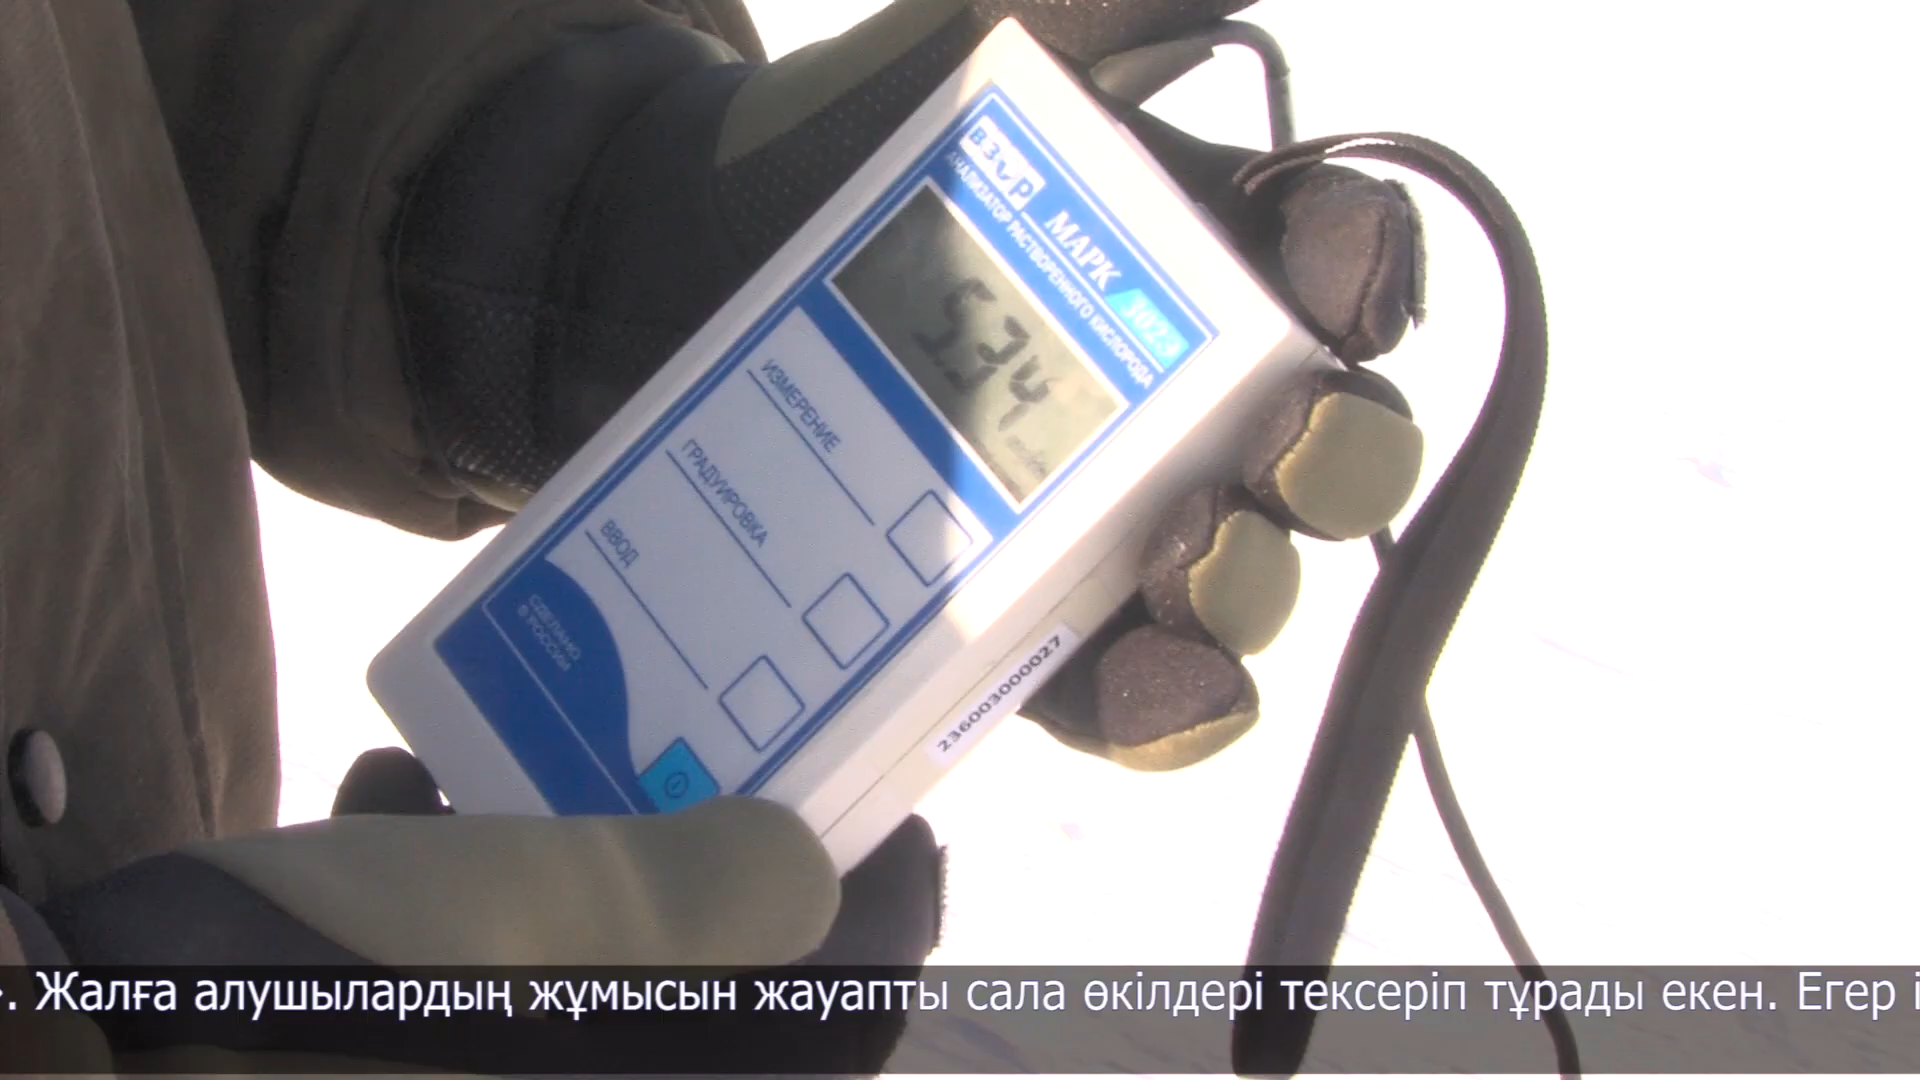 ВЗОР
МАРК 302Э
АНАЛИЗАТОР РАСТВОРЕННОГО КИСЛОРОДА
5.24
ИЗМЕРЕНИЕ
ГРАДУИРОВКА
ВВОД
СДЕЛАНО
В РОССИИ
236003000027
. Жалға алушылардың жұмысын жауапты сала өкілдері тексеріп тұрады екен. Егер і